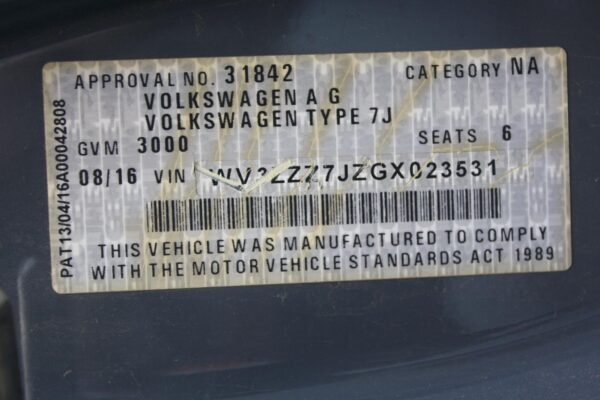 APPROVAL NO. 31842 CATEGORY NA
VOLKSWAGEN A G
VOLKSWAGEN TYPE 7J
GVM 3000 SEATS 6
08/16 VIN WV3ZZZ7JZGX023531
THIS VEHICLE WAS MANUFACTURED TO COMPLY
WITH THE MOTOR VEHICLE STANDARDS ACT 1989
PAT13/04/16A00042808